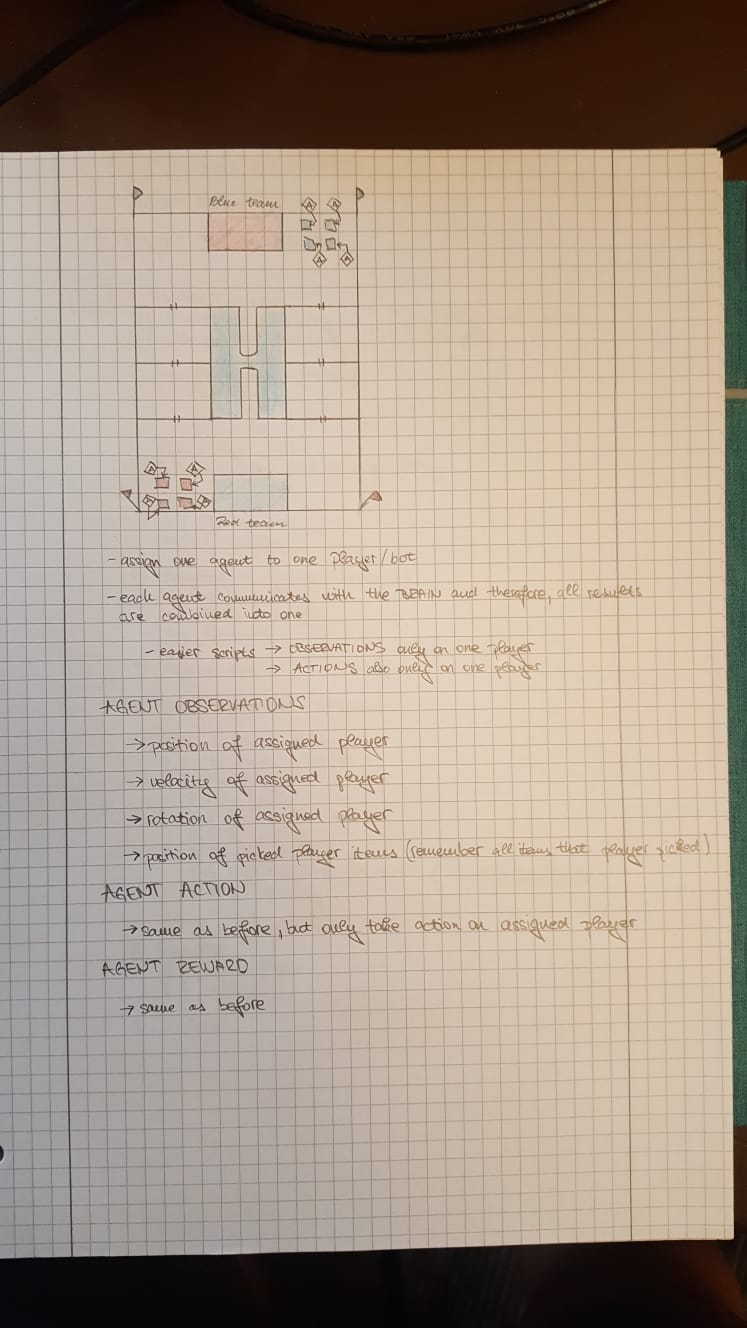 Blue team
A A
A A
A A
A A
Red team
- assign one agent to one player/bot
- each agent communicates with the BRAIN and therefore, all results
are combined into one
- easier scripts → OBSERVATIONS only on one player
→ ACTIONS also only on one player
AGENT OBSERVATIONS
→ position of assigned player
→ velocity of assigned player
→ rotation of assigned player
→ position of picked player items (remember all items that player picked)
AGENT ACTION
→ same as before, but only take action on assigned player
AGENT REWARD
→ same as before